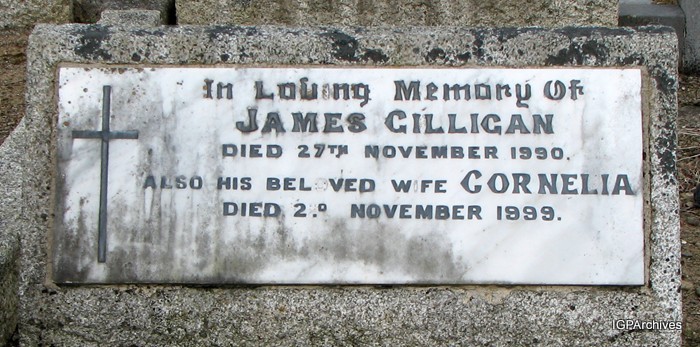 In Loving Memory Of
JAMES GILLIGAN
DIED 27TH NOVEMBER 1990.
ALSO HIS BELOVED WIFE CORNELIA
DIED NOVEMBER 1999.
IGPArchives